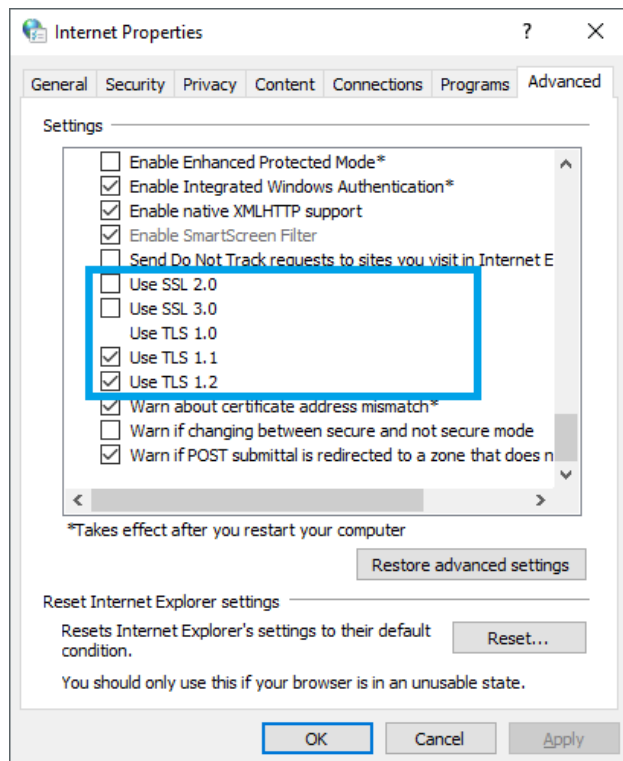 Internet Properties
?
General Security Privacy Content Connections Programs Advanced
Settings
Enable Enhanced Protected Mode*
Enable Integrated Windows Authentication*
Enable native XMLHTTP support
Enable SmartScreen Filter
Send Do Not Track requests to sites you visit in Internet E
Use SSL 2.0
Use SSL 3.0
Use TLS 1.0
Use TLS 1.1
Use TLS 1.2
Warn about certificate address mismatch*
Warn if changing between secure and not secure mode
Warn if POST submittal is redirected to a zone that does n
*Takes effect after you restart your computer
Restore advanced settings
Reset Internet Explorer settings
Resets Internet Explorer's settings to their default
condition.
Reset...
You should only use this if your browser is in an unusable state.
OK Cancel Apply